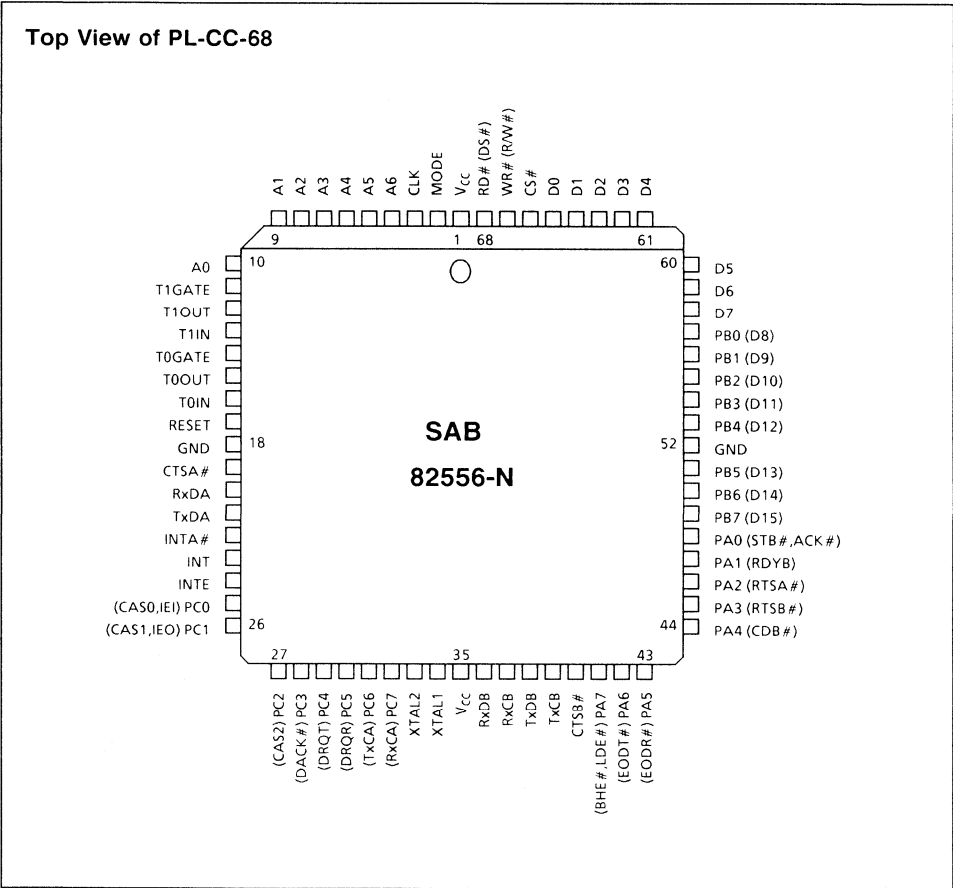 Top View of PL-CC-68
A1
A2
A3
A4
A5
A6
CLK
MODE
Vcc
RD# (DS#)
WR# (R/W#)
CS#
D0
D1
D2
D3
D4
9
1
68
61
10
60
A0
T1GATE
T1OUT
T1IN
T0GATE
T0OUT
T0IN
RESET
GND
CTSA#
RxDA
TxDA
INTA#
INT
INTE
(CAS0,IEI) PC0
(CAS1,IEO) PC1
18
26
SAB
82556-N
52
44
D5
D6
D7
PB0 (D8)
PB1 (D9)
PB2 (D10)
PB3 (D11)
PB4 (D12)
GND
PB5 (D13)
PB6 (D14)
PB7 (D15)
PA0 (STB#,ACK#)
PA1 (RDYB)
PA2 (RTSA#)
PA3 (RTSB#)
PA4 (CDB#)
27
35
43
(CAS2) PC2
(DACK#) PC3
(DRQT) PC4
(DRQR) PC5
(TxCA) PC6
(RxCA) PC7
XTAL2
XTAL1
Vcc
RxDB
RxCB
TxDB
TxCB
CTSB#
(BHE#,LDE#) PA7
(EODT#) PA6
(EODR#) PA5